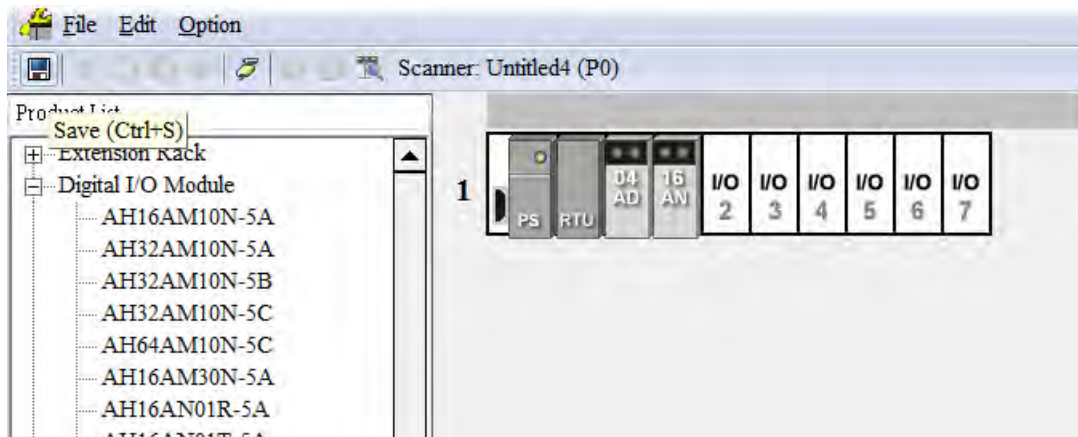 File Edit Option
Scanner: Untitled4 (P0)
Save (Ctrl+S)
Extension Rack
Digital I/O Module
AH16AM10N-5A
AH32AM10N-5A
AH32AM10N-5B
AH32AM10N-5C
AH64AM10N-5C
AH16AM30N-5A
AH16AN01R-5A
1
PS
RTU
04
AD
16
AN
I/O I/O I/O I/O I/O I/O
2 3 4 5 6 7